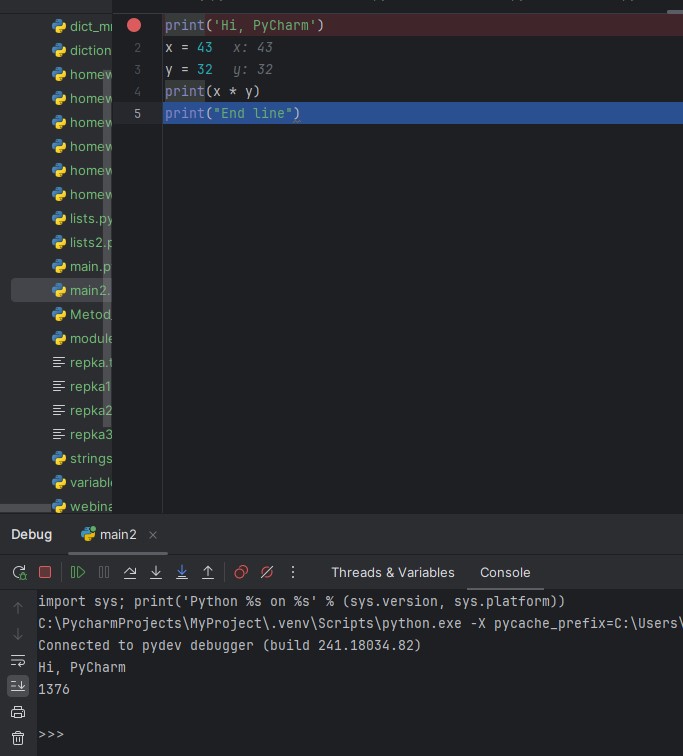 dict_m
diction
homew
homew
homew
homew
homew
homew
lists.py
lists2.p
main.p
main2.
Metod
module
repka.t
repka1
repka2
repka3
strings
variabl
webina
print('Hi, PyCharm')
2 x = 43 x: 43
3 y = 32 y: 32
4 print(x * y)
5 print("End line")
Debug main2
Threads & Variables Console
import sys; print('Python %s on %s' % (sys.version, sys.platform))
C:\PycharmProjects\MyProject\.venv\Scripts\python.exe -X pycache_prefix=C:\Users\
Connected to pydev debugger (build 241.18034.82)
Hi, PyCharm
1376
>>>